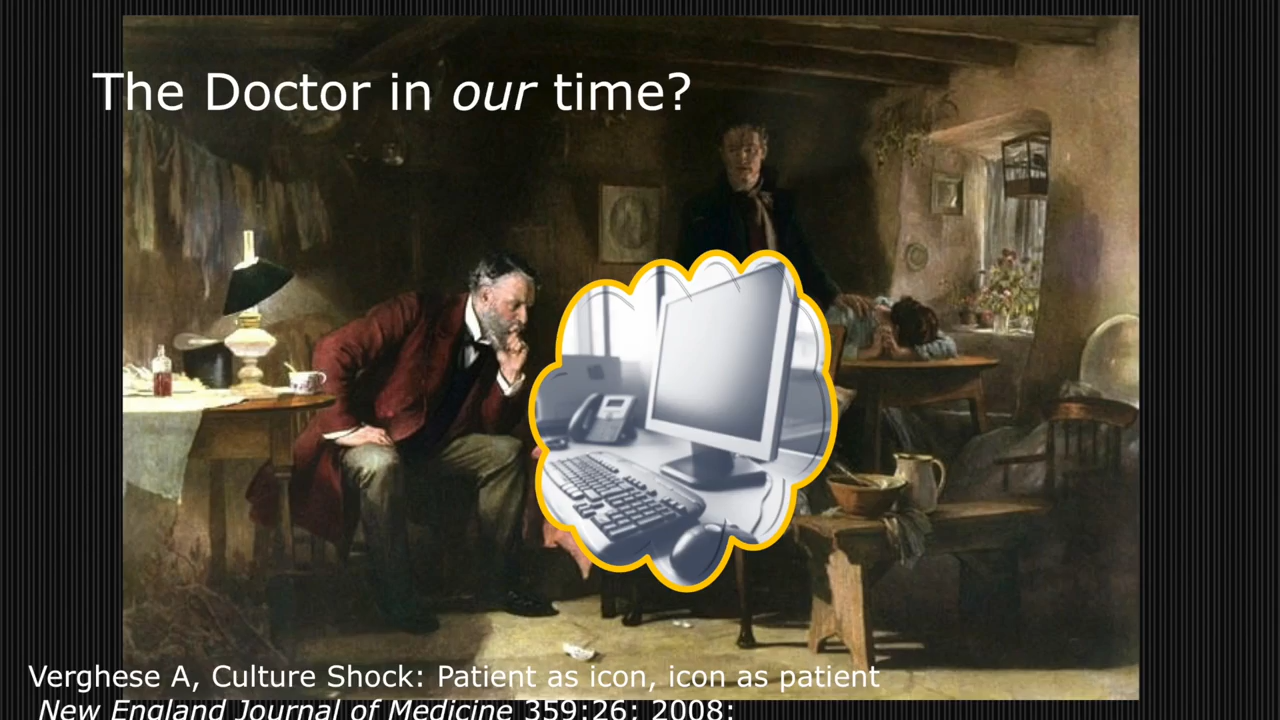 The Doctor in our time?
Verghese A, Culture Shock: Patient as icon, icon as patient
New England Journal of Medicine 359;26; 2008;